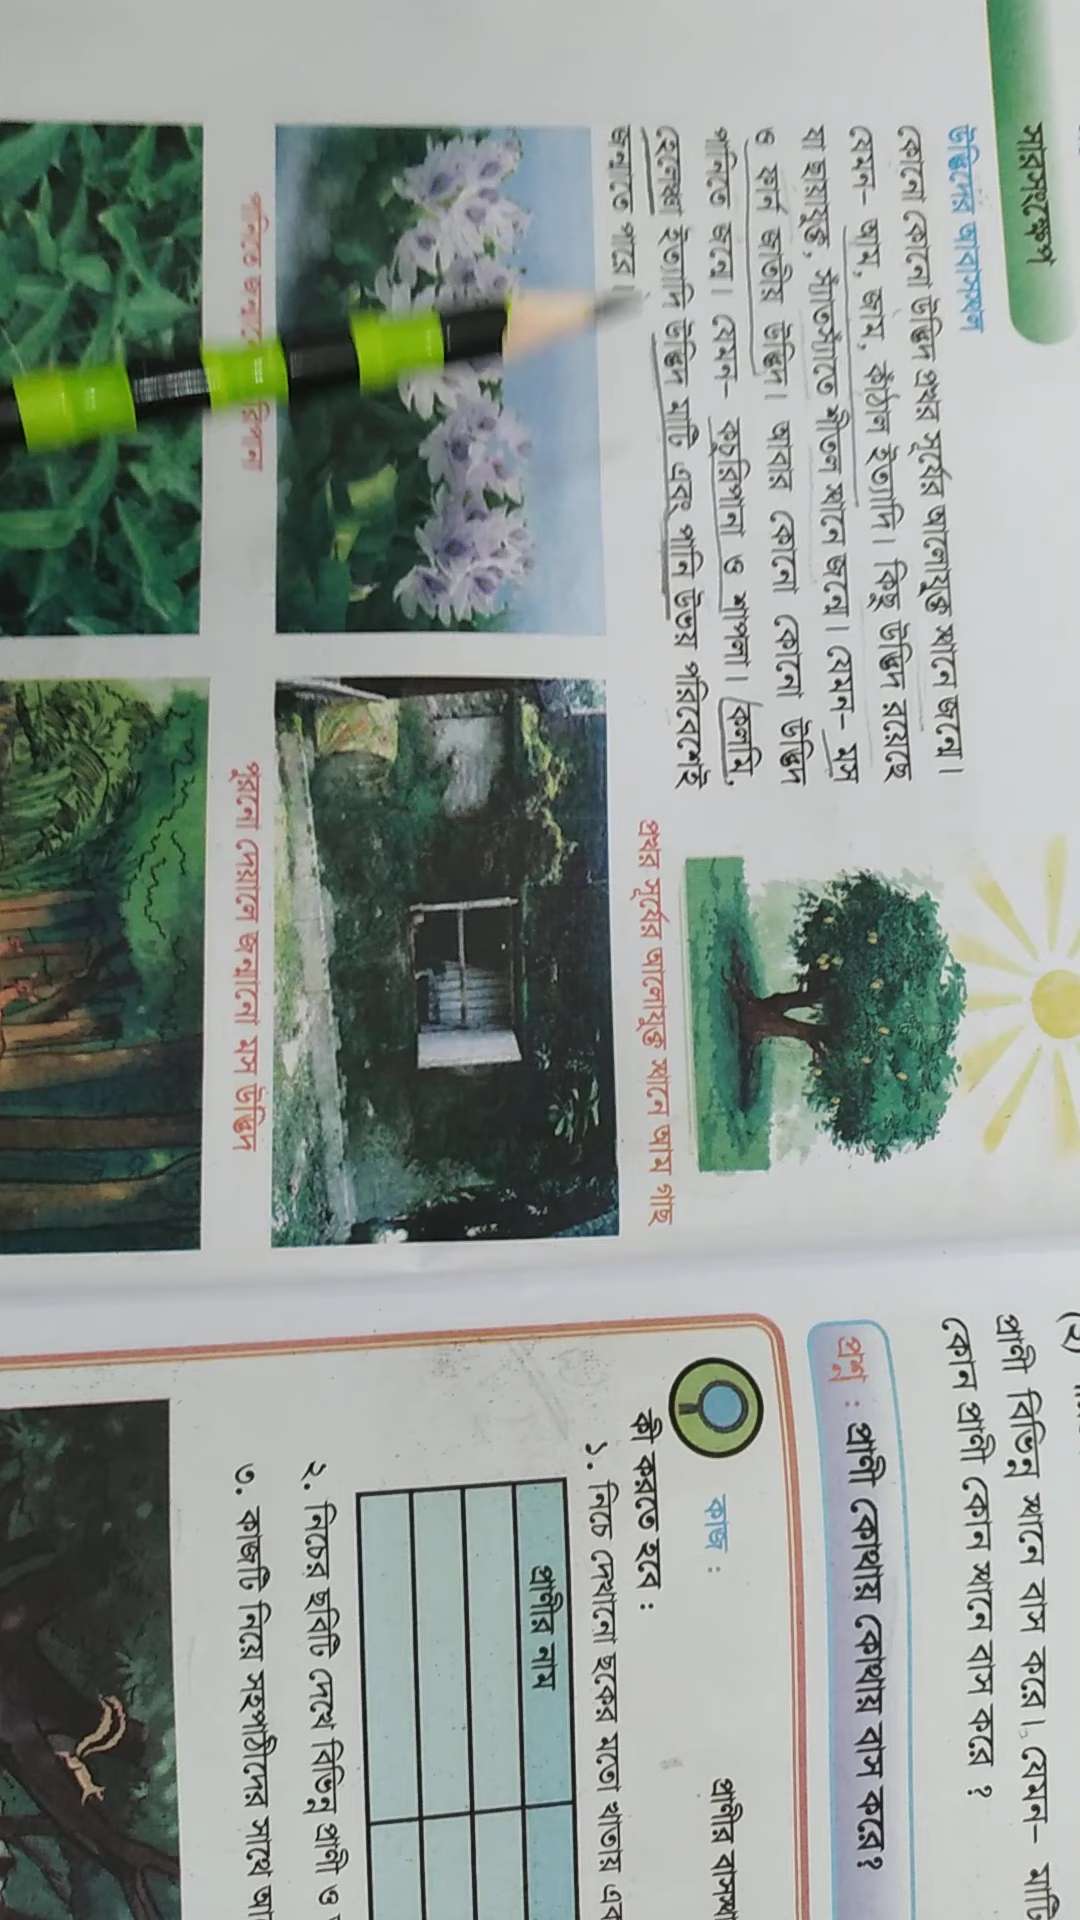 সারসংক্ষেপ
উদ্ভিদের আবাসস্থল
কোনো কোনো উদ্ভিদ প্রখর সূর্যের আলোযুক্ত স্থানে জন্মে।
যেমন- আম, জাম, কাঁঠাল ইত্যাদি। কিছু উদ্ভিদ রয়েছে
যা ছায়াযুক্ত, স্যাঁতস্যাঁতে শীতল স্থানে জন্মে। যেমন- মস
ও ফার্ন জাতীয় উদ্ভিদ। আবার কোনো কোনো উদ্ভিদ
পানিতে জন্মে। যেমন- কচুরিপানা ও শাপলা। কলমি,
হেলেঞ্চা ইত্যাদি উদ্ভিদ মাটি এবং পানি উভয় পরিবেশেই
জন্মাতে পারে।
প্রখর সূর্যের আলোযুক্ত স্থানে আম গাছ
পানিতে
পুরনো দেয়ালে জন্মানো মস উদ্ভিদ
(২)
প্রাণী বিভিন্ন স্থানে বাস করে। যেমন- মাটি
কোন প্রাণী কোন স্থানে বাস করে ?
প্রশ্ন : প্রাণী কোথায় কোথায় বাস করে?
কাজ : প্রাণীর
কী করতে হবে :
১. নিচে দেখানো ছকের মতো খাতায়
প্রাণীর নাম
২. নিচের ছবিটি দেখে বিভিন্ন প্রাণী ও
৩. কাজটি নিয়ে সহপাঠীদের সাথে